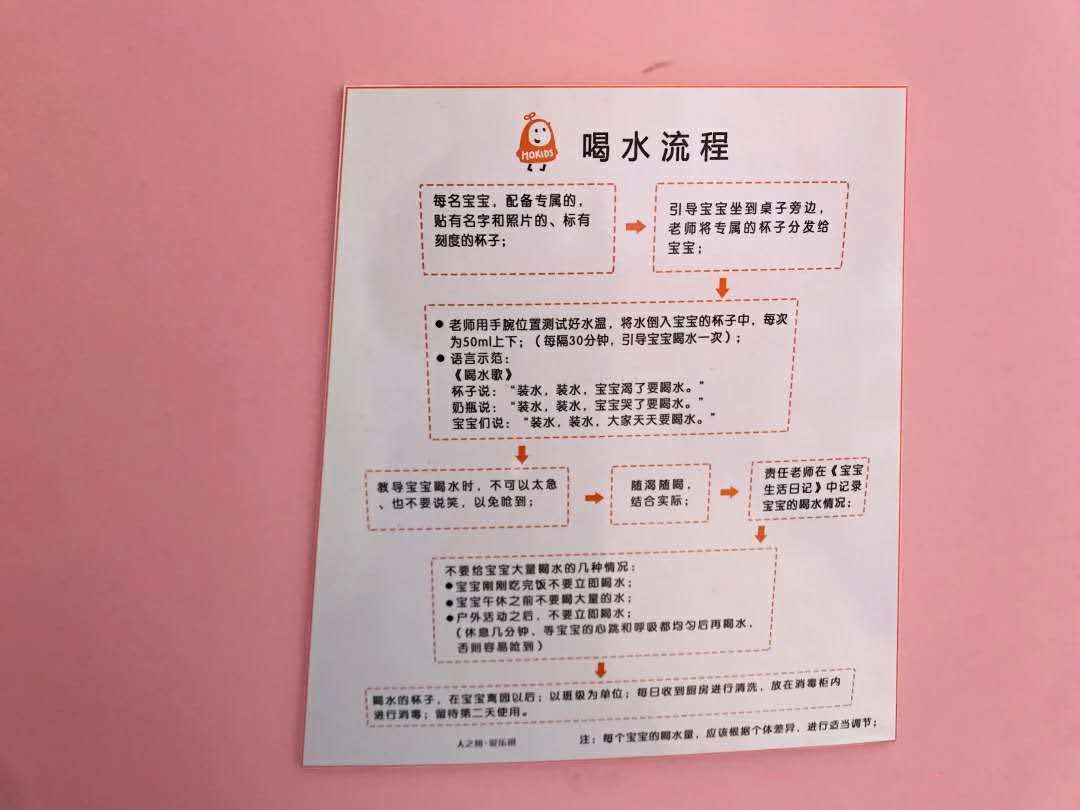 MOKIDS
喝水流程
每名宝宝，配备专属的，
贴有名字和照片的、标有
刻度的杯子；
引导宝宝坐到桌子旁边，
老师将专属的杯子分发给
宝宝；
● 老师用手腕位置测试好水温，将水倒入宝宝的杯子中，每次
为50ml上下；（每隔30分钟，引导宝宝喝水一次）；
● 语言示范：
《喝水歌》
杯子说：“装水，装水，宝宝渴了要喝水。”
奶瓶说：“装水，装水，宝宝哭了要喝水。”
宝宝们说：“装水，装水，大家天天要喝水。”
教导宝宝喝水时，不可以太急
、也不要说笑，以免呛到；
随渴随喝，
结合实际；
责任老师在《宝宝
生活日记》中记录
宝宝的喝水情况；
不要给宝宝大量喝水的几种情况：
●宝宝刚刚吃完饭不要立即喝水；
●宝宝午休之前不要喝大量的水；
●户外活动之后，不要立即喝水；
（休息几分钟，等宝宝的心跳和呼吸都均匀后再喝水，
否则容易呛到）
喝水的杯子，在宝宝离园以后；以班级为单位；每日收到厨房进行清洗，放在消毒柜内
进行消毒；留待第二天使用。
注：每个宝宝的喝水量，应该根据个体差异，进行适当调节；